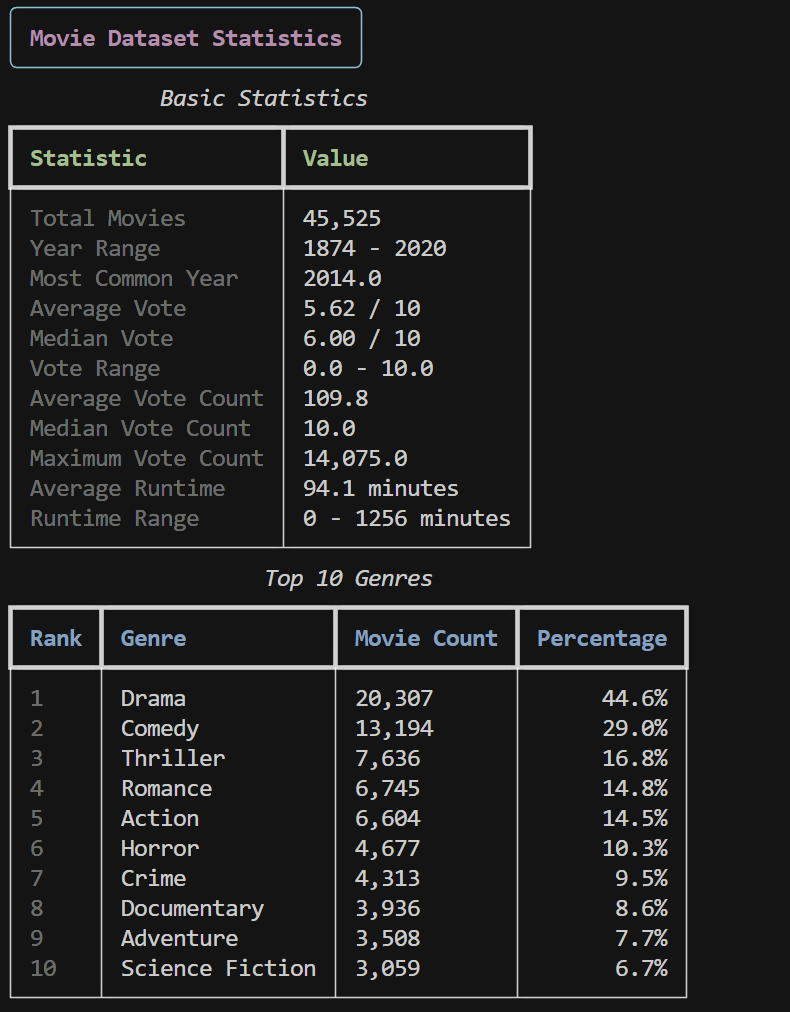 Movie Dataset Statistics
Basic Statistics
Statistic Value
Total Movies 45,525
Year Range 1874 - 2020
Most Common Year 2014.0
Average Vote 5.62 / 10
Median Vote 6.00 / 10
Vote Range 0.0 - 10.0
Average Vote Count 109.8
Median Vote Count 10.0
Maximum Vote Count 14,075.0
Average Runtime 94.1 minutes
Runtime Range 0 - 1256 minutes
Top 10 Genres
Rank Genre Movie Count Percentage
1 Drama 20,307 44.6%
2 Comedy 13,194 29.0%
3 Thriller 7,636 16.8%
4 Romance 6,745 14.8%
5 Action 6,604 14.5%
6 Horror 4,677 10.3%
7 Crime 4,313 9.5%
8 Documentary 3,936 8.6%
9 Adventure 3,508 7.7%
10 Science Fiction 3,059 6.7%